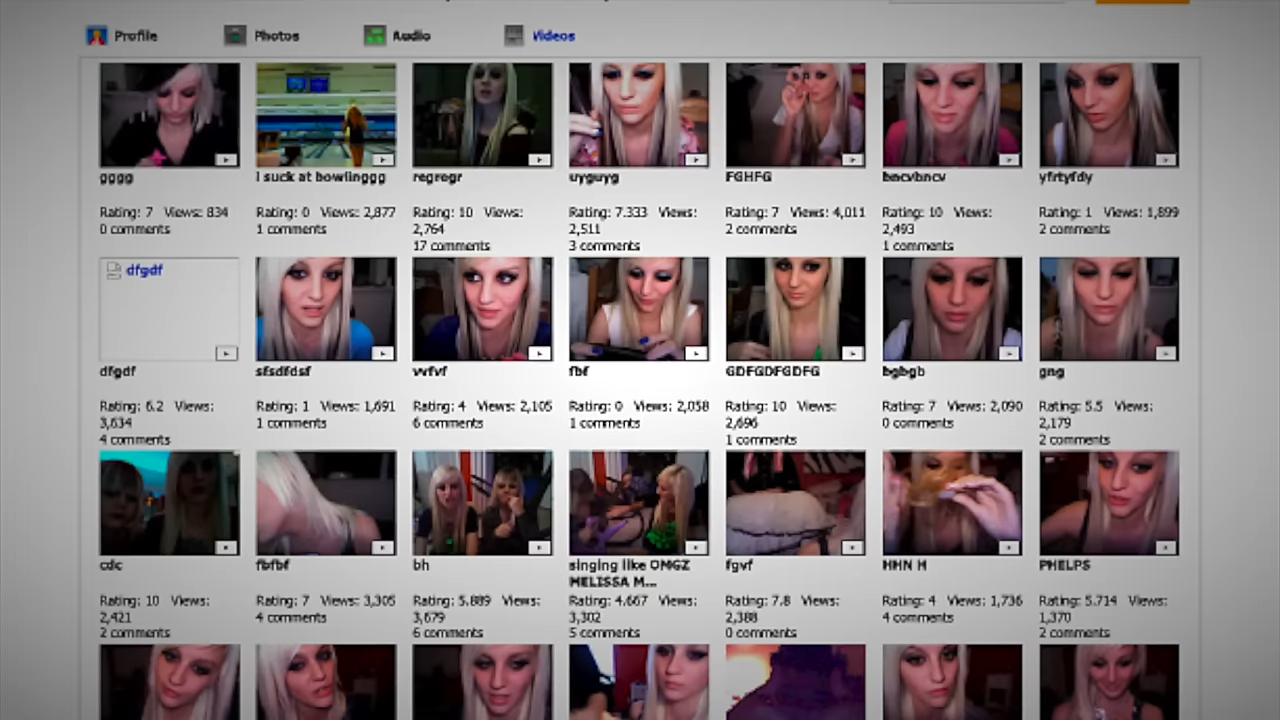 Profile Photos Audio Videos
gggg I suck at bowlinggg regregr uyguyg FGHFG bncvbncv yfrtyfdy
Rating: 7 Views: 834 Rating: 0 Views: 2,877 Rating: 10 Views: Rating: 7.333 Views: Rating: 7 Views: 4,011 Rating: 10 Views: Rating: 1 Views: 1,899
0 comments 1 comments 2,764 2,511 2 comments 2,493 2 comments
17 comments 3 comments 1 comments
dfgdf
dfgdf sfsdfdsf vvfvf fbf GDFGDFGDFG bgbgb gng
Rating: 6.2 Views: Rating: 1 Views: 1,691 Rating: 4 Views: 2,105 Rating: 0 Views: 2,058 Rating: 10 Views: Rating: 7 Views: 2,090 Rating: 5.5 Views:
3,634 1 comments 6 comments 1 comments 2,696 0 comments 2,179
4 comments 1 comments 2 comments
cdc fbfbf bh singing like OMGZ fgvf HHN H PHELPS
MELISSA M...
Rating: 10 Views: Rating: 7 Views: 3,305 Rating: 5.889 Views: Rating: 4.667 Views: Rating: 7.8 Views: Rating: 4 Views: 1,736 Rating: 5.714 Views:
2,421 4 comments 3,679 3,302 2,388 4 comments 1,370
2 comments 6 comments 5 comments 0 comments 2 comments